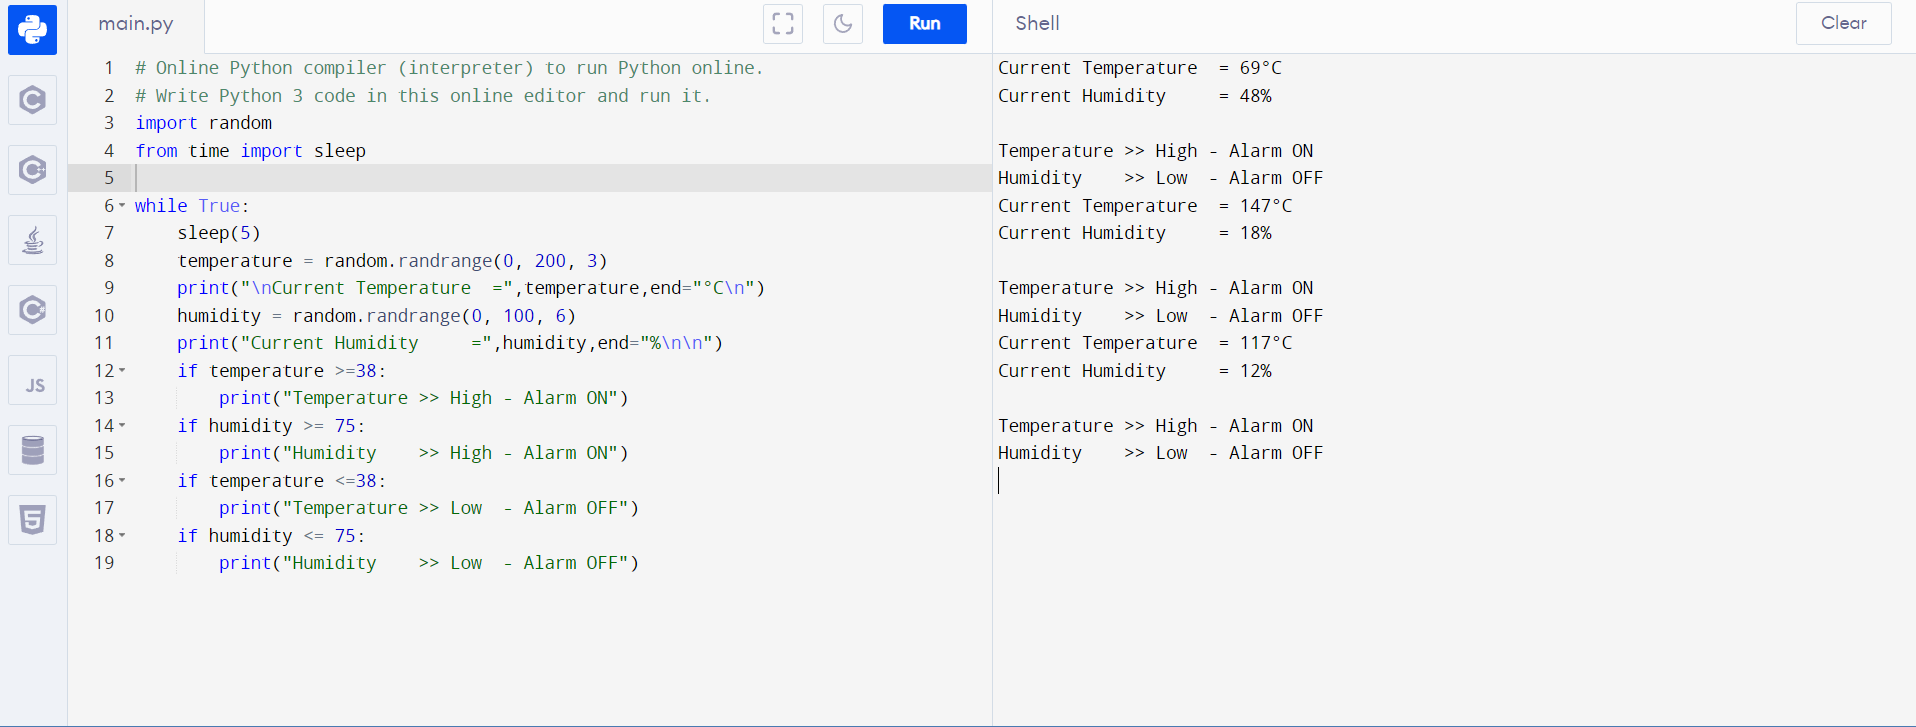 main.py
Run
Shell
Clear
1 # Online Python compiler (interpreter) to run Python online.
2 # Write Python 3 code in this online editor and run it.
3 import random
4 from time import sleep
5
6 while True:
7     sleep(5)
8     temperature = random.randrange(0, 200, 3)
9     print("\nCurrent Temperature  =",temperature,end="°C\n")
10     humidity = random.randrange(0, 100, 6)
11     print("Current Humidity     =",humidity,end="%\n\n")
12     if temperature >=38:
13         print("Temperature >> High - Alarm ON")
14     if humidity >= 75:
15         print("Humidity    >> High - Alarm ON")
16     if temperature <=38:
17         print("Temperature >> Low  - Alarm OFF")
18     if humidity <= 75:
19         print("Humidity    >> Low  - Alarm OFF")
Current Temperature  = 69°C
Current Humidity     = 48%
Temperature >> High - Alarm ON
Humidity    >> Low  - Alarm OFF
Current Temperature  = 147°C
Current Humidity     = 18%
Temperature >> High - Alarm ON
Humidity    >> Low  - Alarm OFF
Current Temperature  = 117°C
Current Humidity     = 12%
Temperature >> High - Alarm ON
Humidity    >> Low  - Alarm OFF
C
C++
C#
JS
5